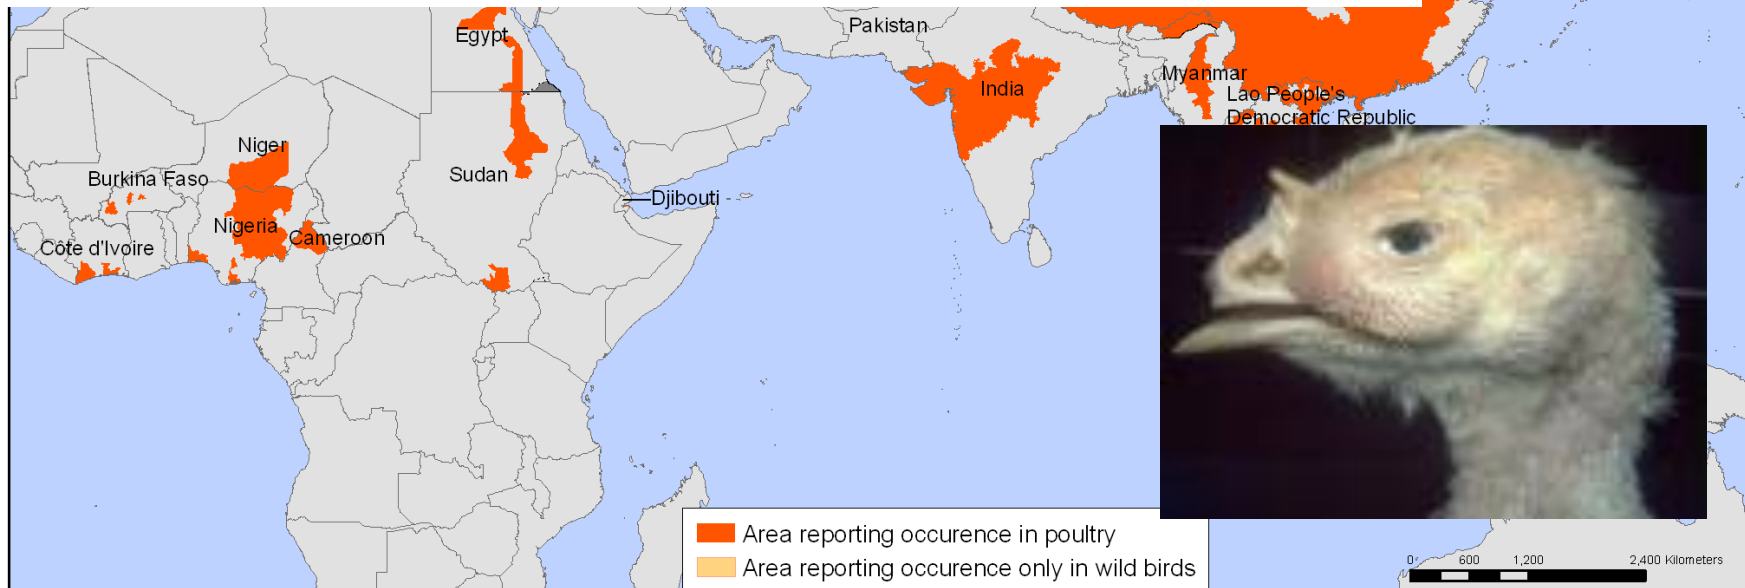 Pakistan
Egypt
Myanmar
India
Lao People's
Democratic Republic
Niger
Burkina Faso
Sudan
Djibouti
Nigeria
Cameroon
Côte d'Ivoire
Area reporting occurence in poultry
Area reporting occurence only in wild birds
0 600 1,200 2,400 Kilometers